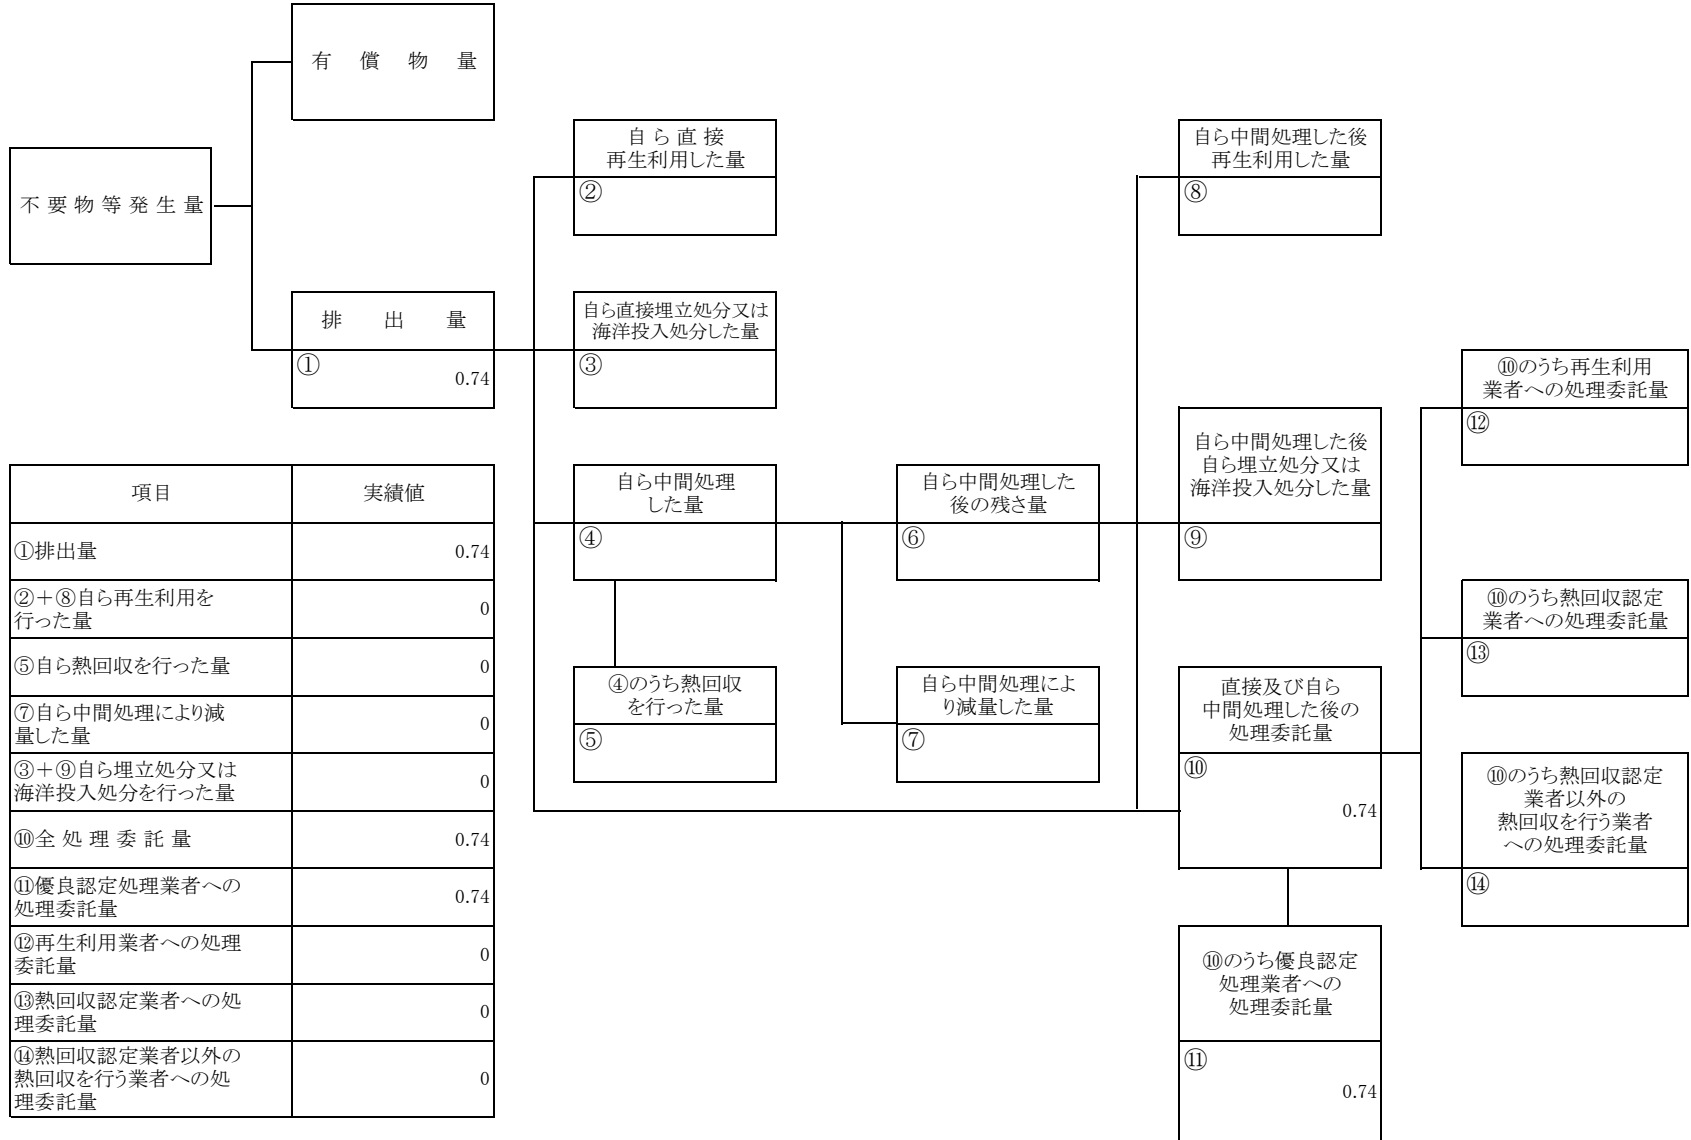 有償物量
不要物等発生量
排出量
①
0.74
自ら直接
再生利用した量
②
自ら直接埋立処分又は
海洋投入処分した量
③
自ら中間処理
した量
④
④のうち熱回収
を行った量
⑤
自ら中間処理した
後の残さ量
⑥
自ら中間処理によ
り減量した量
⑦
自ら中間処理した後
再生利用した量
⑧
自ら中間処理した後
自ら埋立処分又は
海洋投入処分した量
⑨
直接及び自ら
中間処理した後の
処理委託量
⑩
0.74
⑩のうち優良認定
処理業者への
処理委託量
⑪
0.74
⑩のうち再生利用
業者への処理委託量
⑫
⑩のうち熱回収認定
業者への処理委託量
⑬
⑩のうち熱回収認定
業者以外の
熱回収を行う業者
への処理委託量
⑭
項目 実績値
①排出量 0.74
②＋⑧自ら再生利用を
行った量 0
⑤自ら熱回収を行った量 0
⑦自ら中間処理により減
量した量 0
③＋⑨自ら埋立処分又は
海洋投入処分を行った量 0
⑩全処理委託量 0.74
⑪優良認定処理業者への
処理委託量 0.74
⑫再生利用業者への処理
委託量 0
⑬熱回収認定業者への処
理委託量 0
⑭熱回収認定業者以外の
熱回収を行う業者への処
理委託量 0